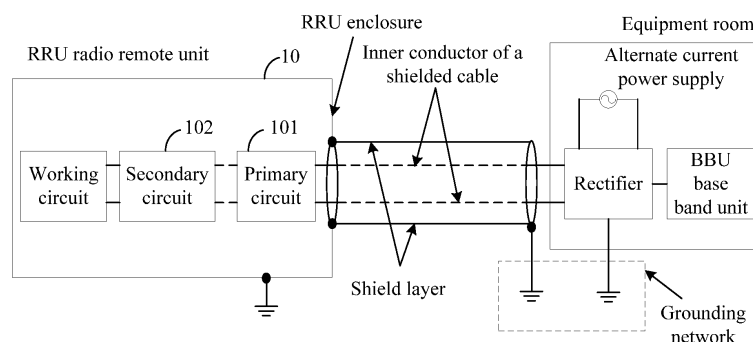 RRU enclosure
Equipment room
RRU radio remote unit
10
Inner conductor of a
shielded cable
Alternate current
power supply
102
101
Working
circuit
Secondary
circuit
Primary
circuit
Rectifier
BBU
base
band unit
Shield layer
Grounding
network